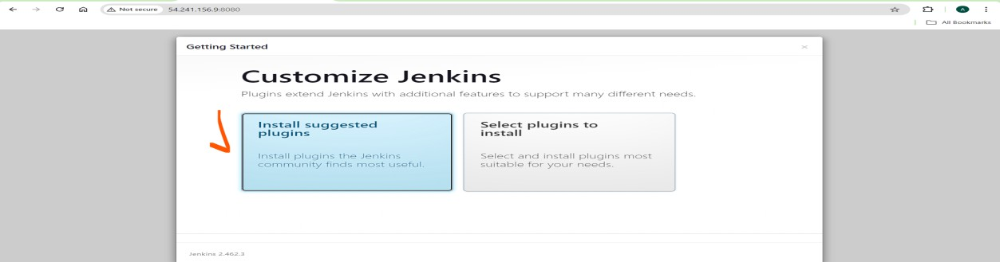 Not secure 54.241.156.9:8080
A
All Bookmarks
Getting Started
Customize Jenkins
Plugins extend Jenkins with additional features to support many different needs.
Install suggested
plugins
Install plugins the Jenkins
community finds most useful.
Select plugins to
install
Select and install plugins most
suitable for your needs.
Jenkins 2.462.3